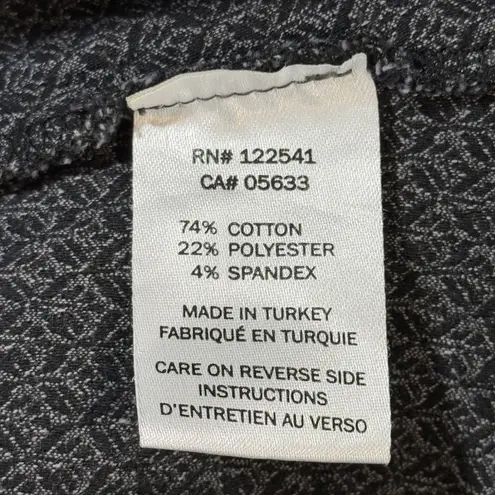 RN# 122541
CA# 05633
74% COTTON
22% POLYESTER
4% SPANDEX
MADE IN TURKEY
FABRIQUÉ EN TURQUIE
CARE ON REVERSE SIDE
INSTRUCTIONS
D'ENTRETIEN AU VERSO